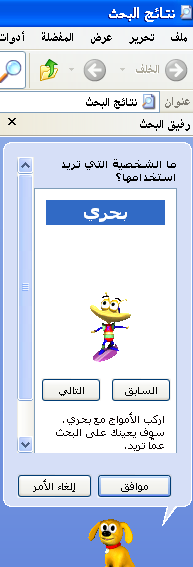 نتائج البحث
ملف تحرير عرض المفضلة أدوات
الخلف
عنوان نتائج البحث
رفيق البحث
ما الشخصية التي تريد
استخدامها؟
بحري
السابق التالي
اركب الأمواج مع بحري،
سوف يعينك على البحث
عمّا تريد.
موافق إلغاء الأمر